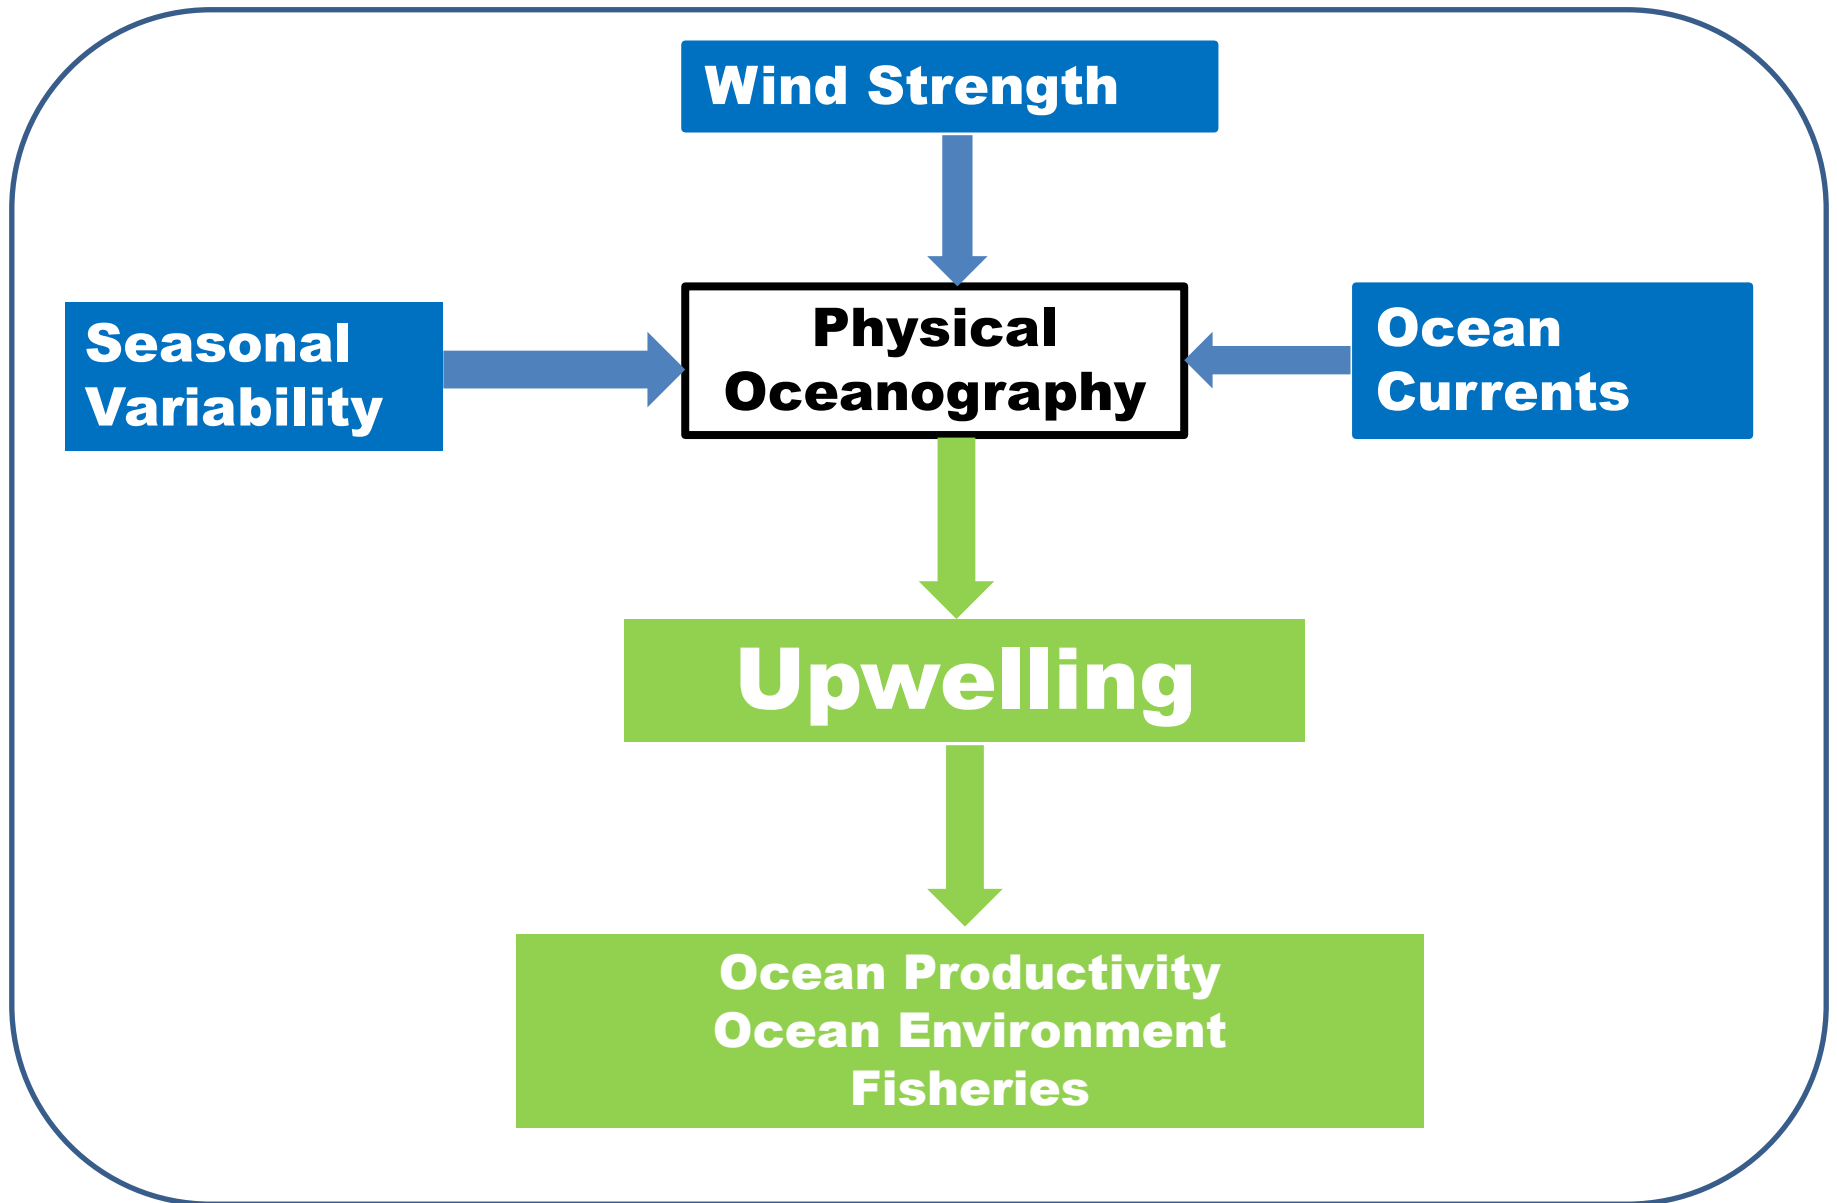 Wind Strength
Seasonal
Variability
Physical
Oceanography
Ocean
Currents
Upwelling
Ocean Productivity
Ocean Environment
Fisheries